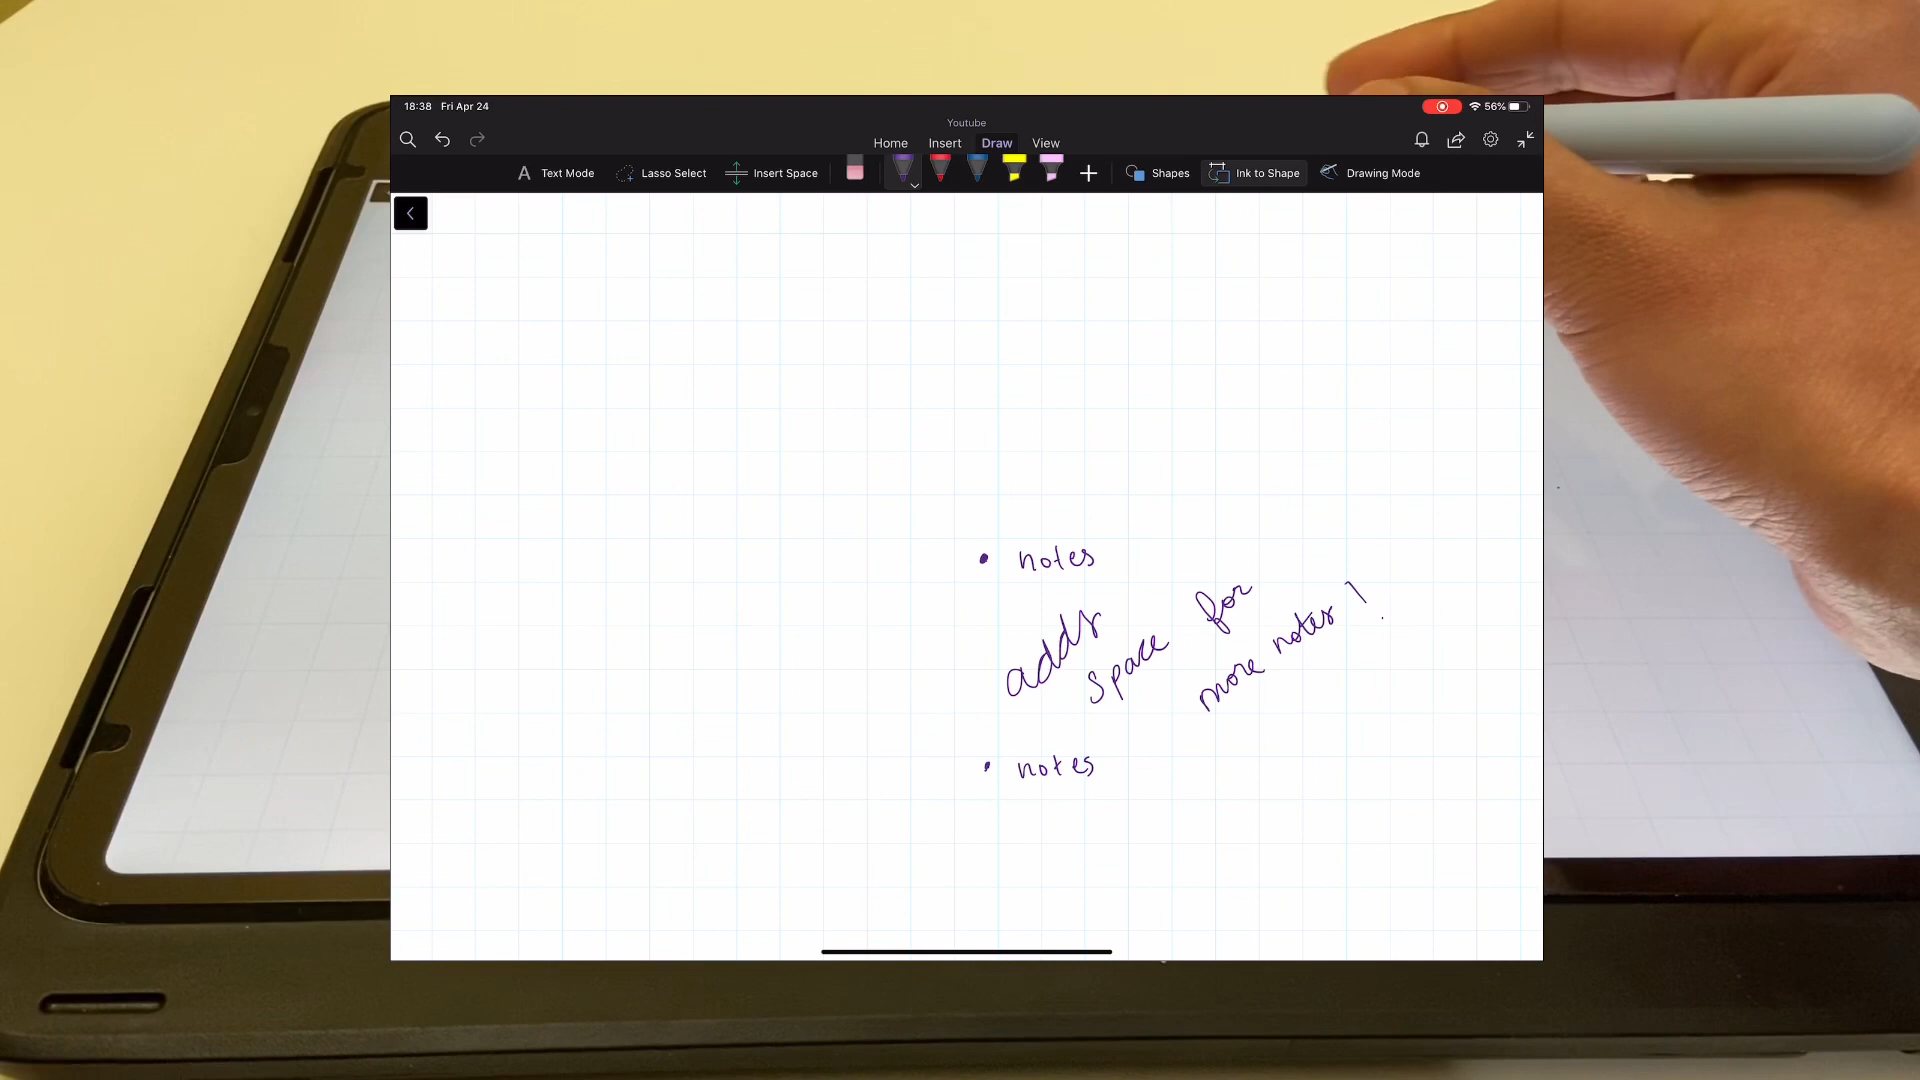 18:38 Fri Apr 24
56%
Youtube
Home Insert Draw View
A Text Mode Lasso Select Insert Space Shapes Ink to Shape Drawing Mode
• notes
adds space for more notes!
• notes